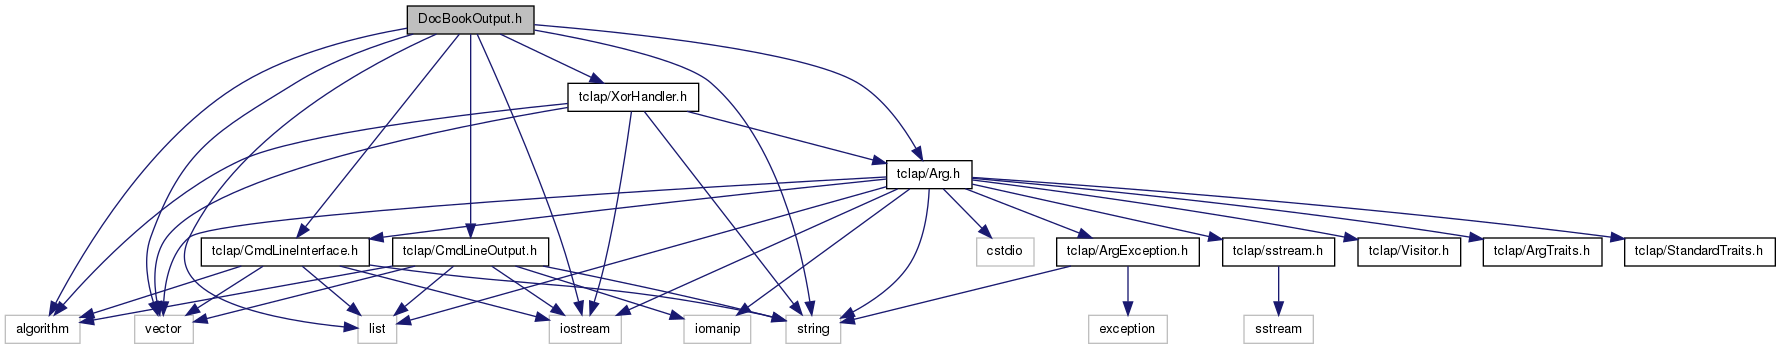 DocBookOutput.h
tclap/XorHandler.h
tclap/Arg.h
tclap/CmdLineInterface.h
tclap/CmdLineOutput.h
cstdio
tclap/ArgException.h
tclap/sstream.h
tclap/Visitor.h
tclap/ArgTraits.h
tclap/StandardTraits.h
algorithm
vector
list
iostream
iomanip
string
exception
sstream